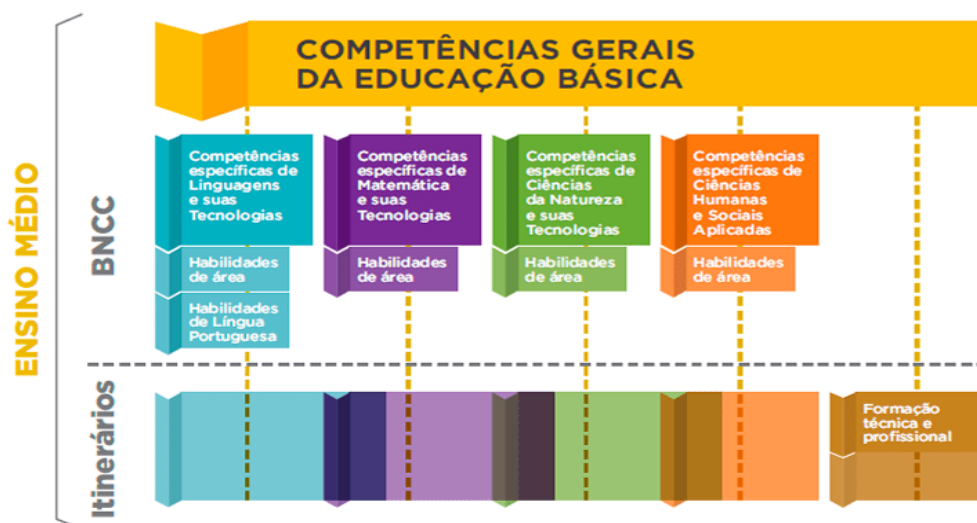 COMPETÊNCIAS GERAIS
DA EDUCAÇÃO BÁSICA
ENSINO MÉDIO
BNCC
Competências
específicas de
Linguagens
e suas
Tecnologias
Habilidades
de área
Habilidades
de Língua
Portuguesa
Competências
específicas de
Matemática
e suas
Tecnologias
Habilidades
de área
Competências
específicas de
Ciências
da Natureza
e suas
Tecnologias
Habilidades
de área
Competências
específicas de
Ciências
Humanas
e Sociais
Aplicadas
Habilidades
de área
Itinerários
Formação
técnica e
profissional